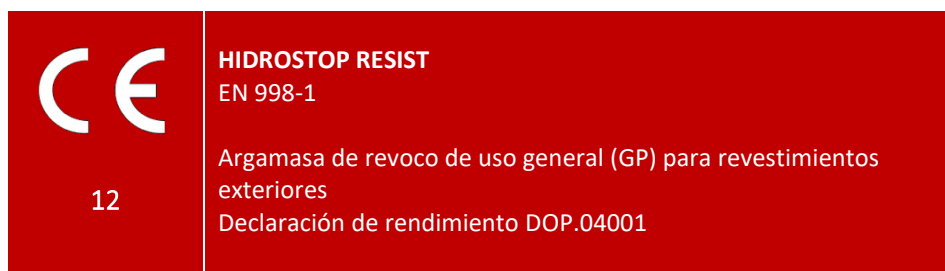 CE
12
HIDROSTOP RESIST
EN 998-1
Argamasa de revoco de uso general (GP) para revestimientos
exteriores
Declaración de rendimiento DOP.04001